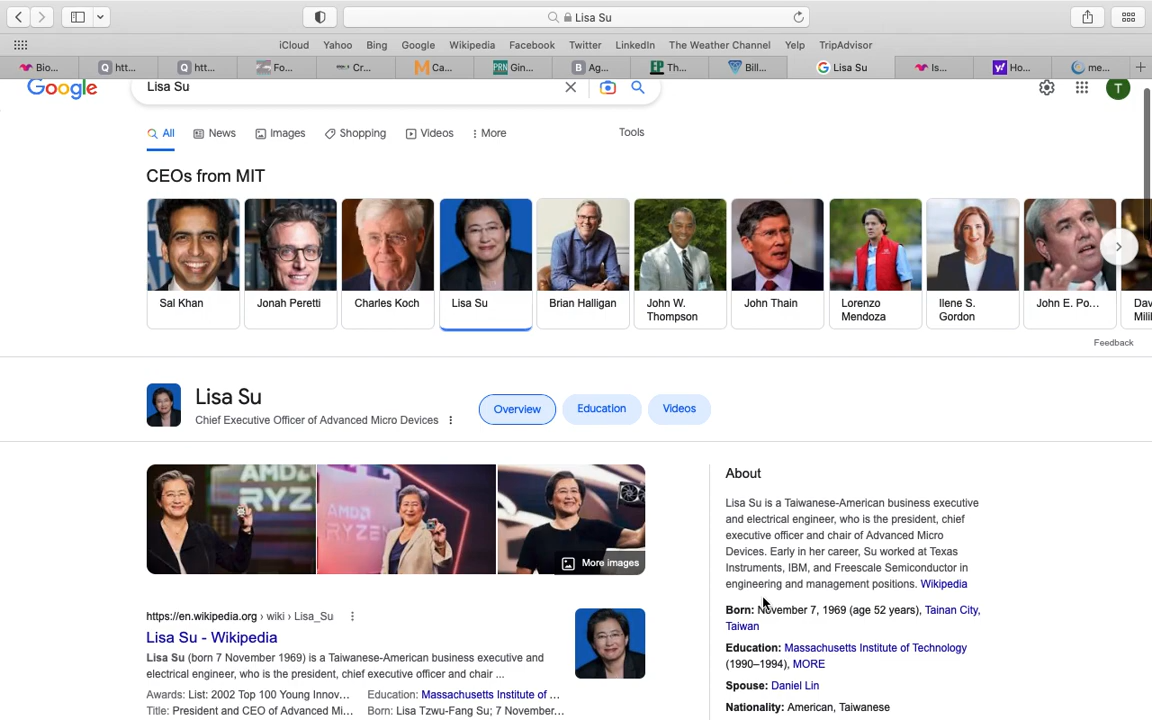 Lisa Su
iCloud Yahoo Bing Google Wikipedia Facebook Twitter LinkedIn The Weather Channel Yelp TripAdvisor
Bio... htt... htt... Fo... Cr... Ca... PRN Gin... B Ag... EP Th... Bill... Lisa Su Is... Ho... me...
Google Lisa Su T
All News Images Shopping Videos More Tools
CEOs from MIT
Sal Khan Jonah Peretti Charles Koch Lisa Su Brian Halligan John W. Thompson John Thain Lorenzo Mendoza Ilene S. Gordon John E. Po... Dav
Feedback
Lisa Su
Chief Executive Officer of Advanced Micro Devices
Overview Education Videos
AMD
RYZ
AMD
RYZEN
More images
https://en.wikipedia.org › wiki › Lisa_Su
Lisa Su - Wikipedia
Lisa Su (born 7 November 1969) is a Taiwanese-American business executive and
electrical engineer, who is the president, chief executive officer and chair ...
Awards: List: 2002 Top 100 Young Innov... Education: Massachusetts Institute of ...
Title: President and CEO of Advanced Mi... Born: Lisa Tzwu-Fang Su; 7 November...
About
Lisa Su is a Taiwanese-American business executive
and electrical engineer, who is the president, chief
executive officer and chair of Advanced Micro
Devices. Early in her career, Su worked at Texas
Instruments, IBM, and Freescale Semiconductor in
engineering and management positions. Wikipedia
Born: November 7, 1969 (age 52 years), Tainan City,
Taiwan
Education: Massachusetts Institute of Technology
(1990–1994), MORE
Spouse: Daniel Lin
Nationality: American, Taiwanese